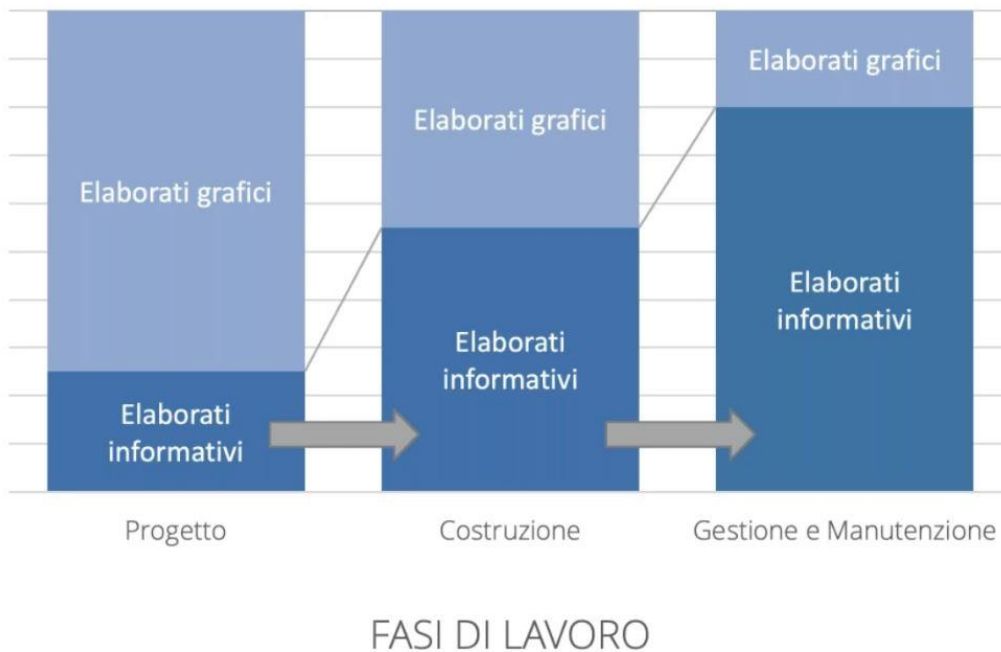 Elaborati grafici
Elaborati
informativi
Elaborati grafici
Elaborati
informativi
Elaborati grafici
Elaborati
informativi
Progetto
Costruzione
Gestione e Manutenzione
FASI DI LAVORO